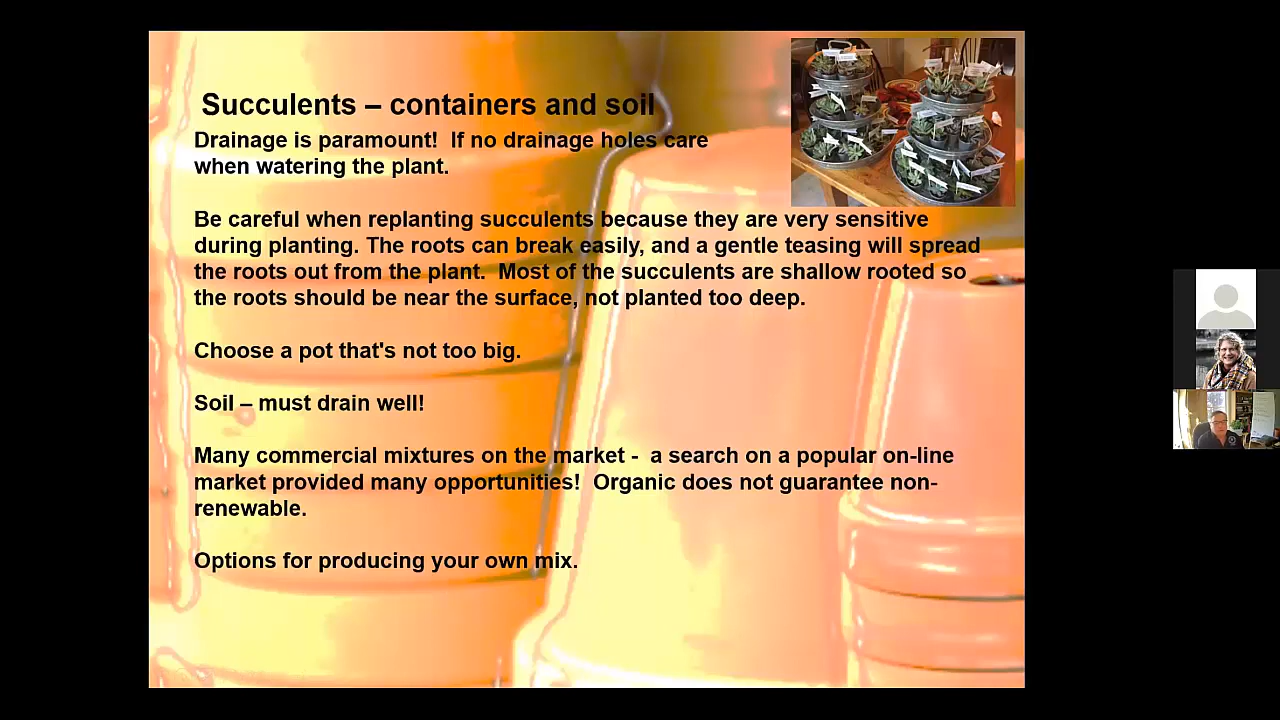 Succulents – containers and soil
Drainage is paramount!  If no drainage holes care
when watering the plant.
Be careful when replanting succulents because they are very sensitive
during planting. The roots can break easily, and a gentle teasing will spread
the roots out from the plant.  Most of the succulents are shallow rooted so
the roots should be near the surface, not planted too deep.
Choose a pot that's not too big.
Soil – must drain well!
Many commercial mixtures on the market -  a search on a popular on-line
market provided many opportunities!  Organic does not guarantee non-
renewable.
Options for producing your own mix.